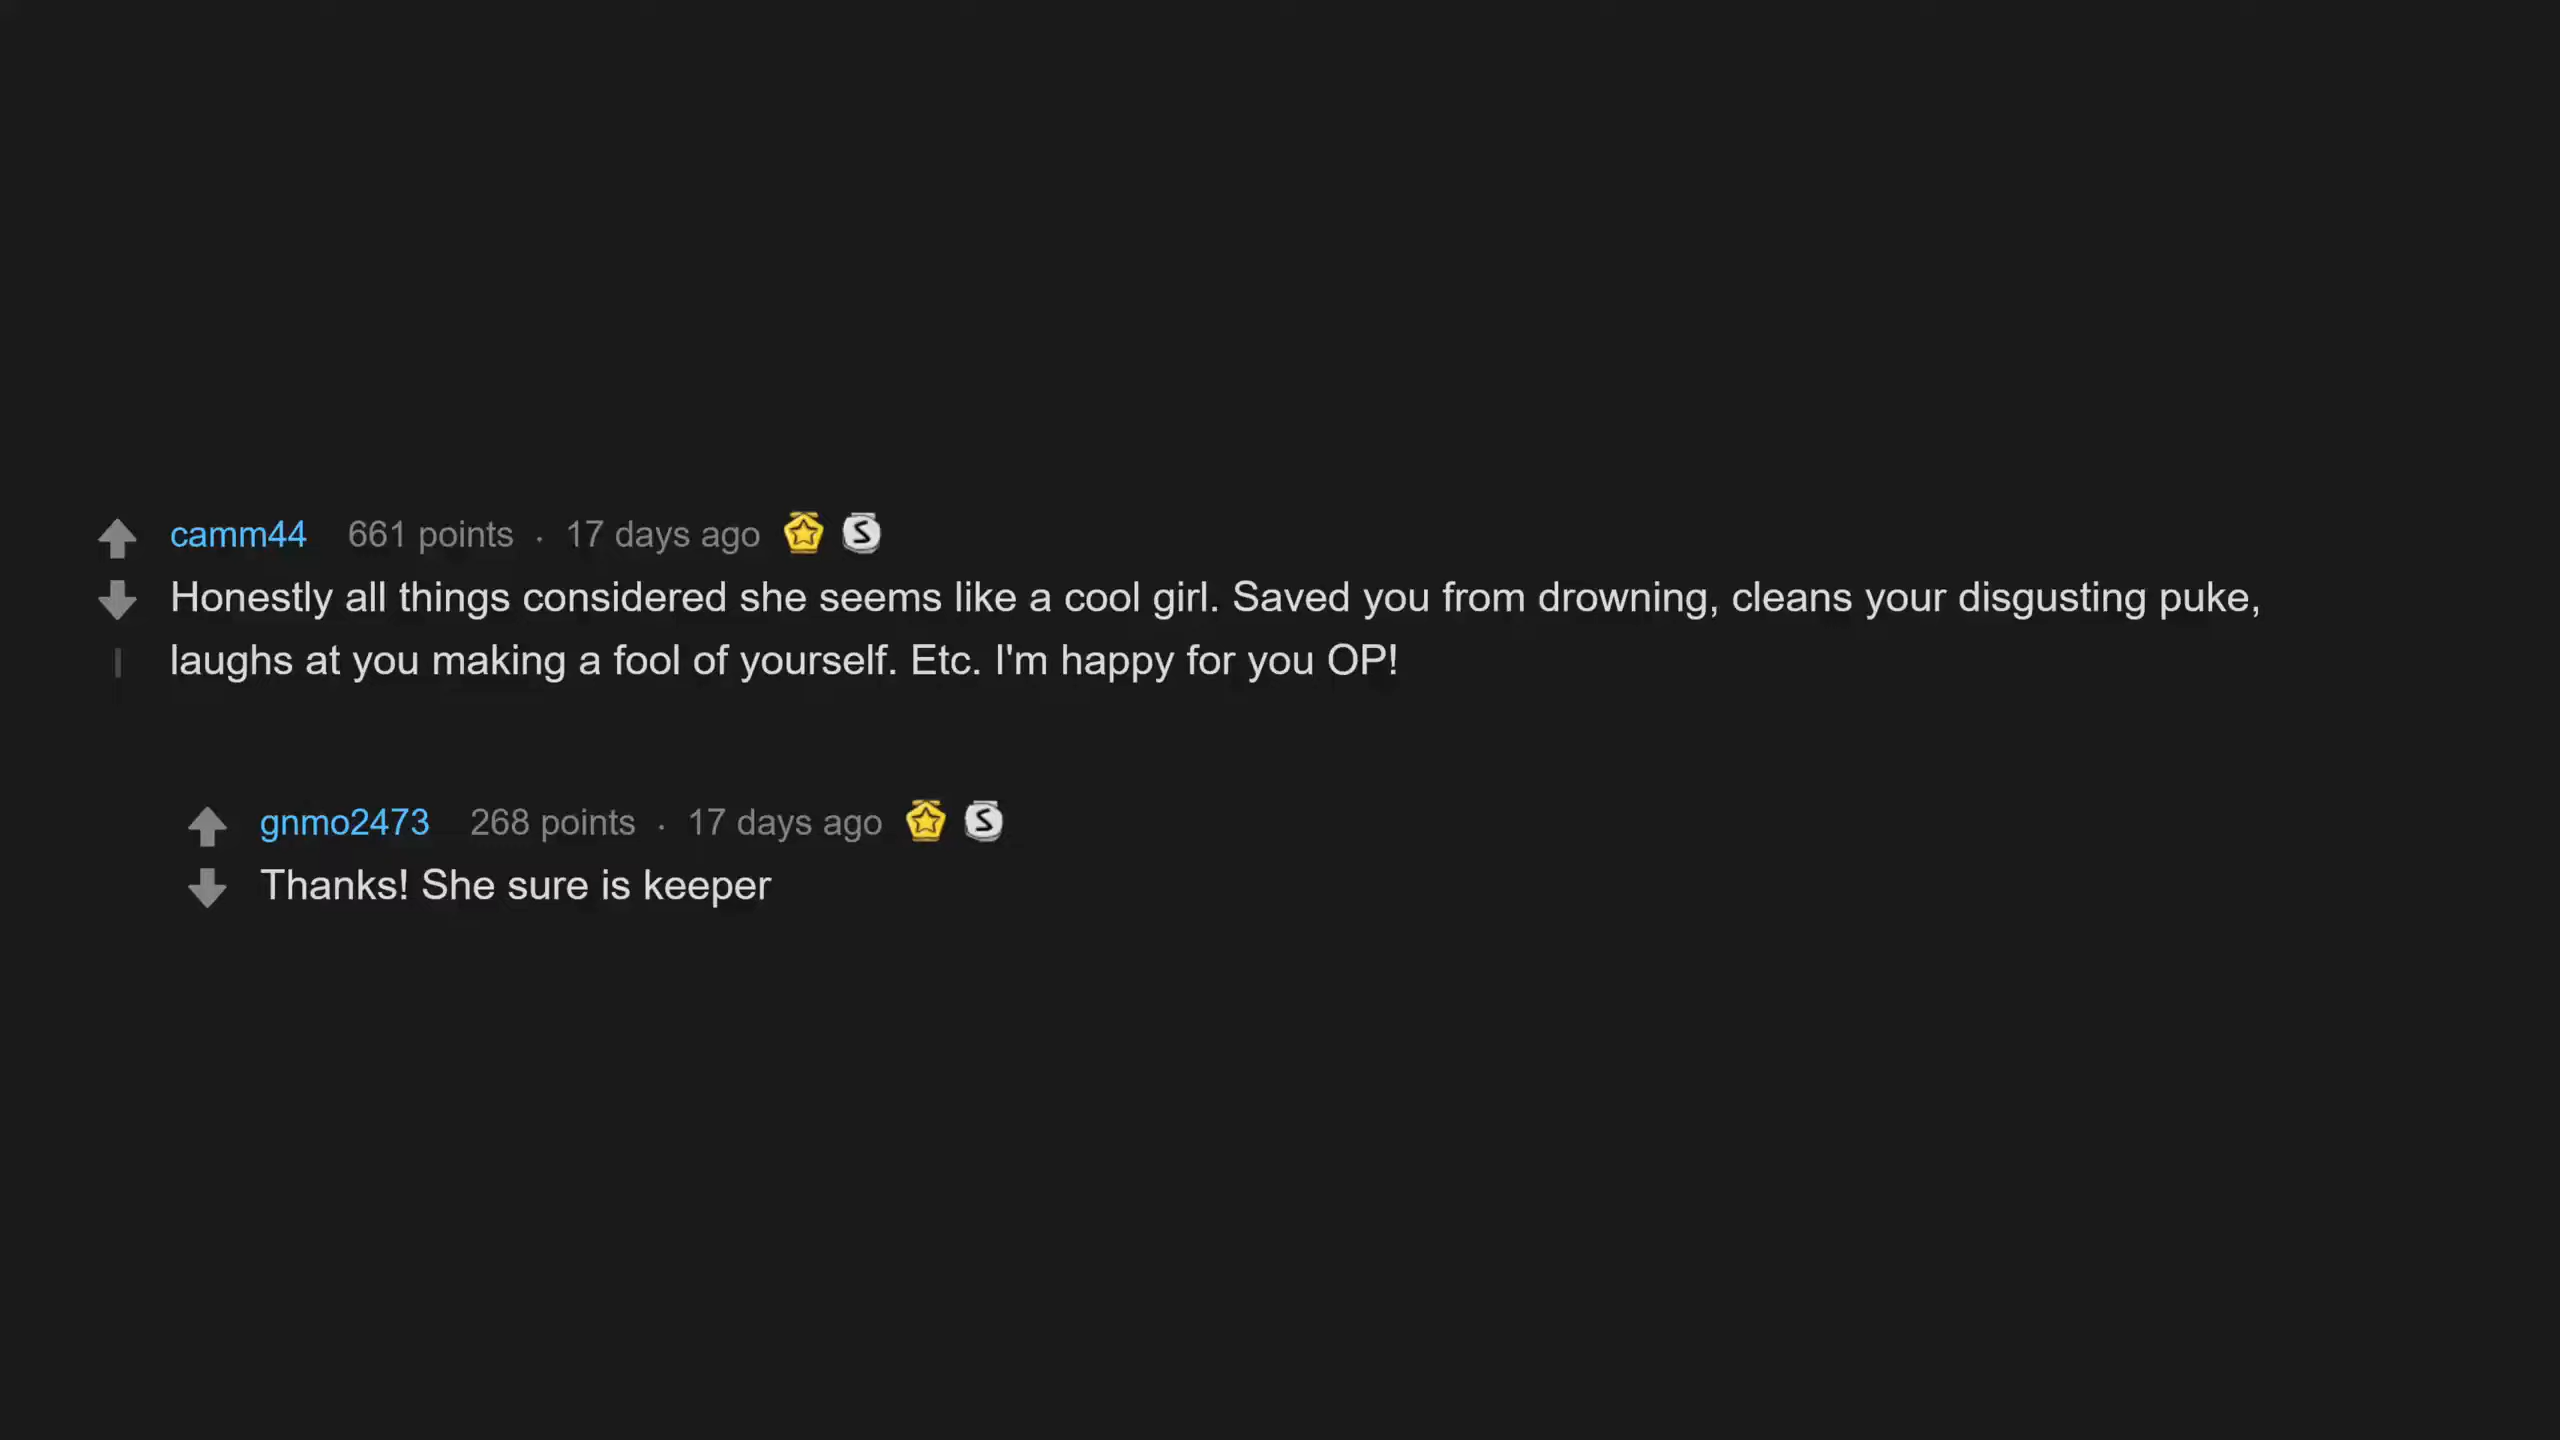 camm44 661 points · 17 days ago
Honestly all things considered she seems like a cool girl. Saved you from drowning, cleans your disgusting puke,
laughs at you making a fool of yourself. Etc. I'm happy for you OP!
gnmo2473 268 points · 17 days ago
Thanks! She sure is keeper